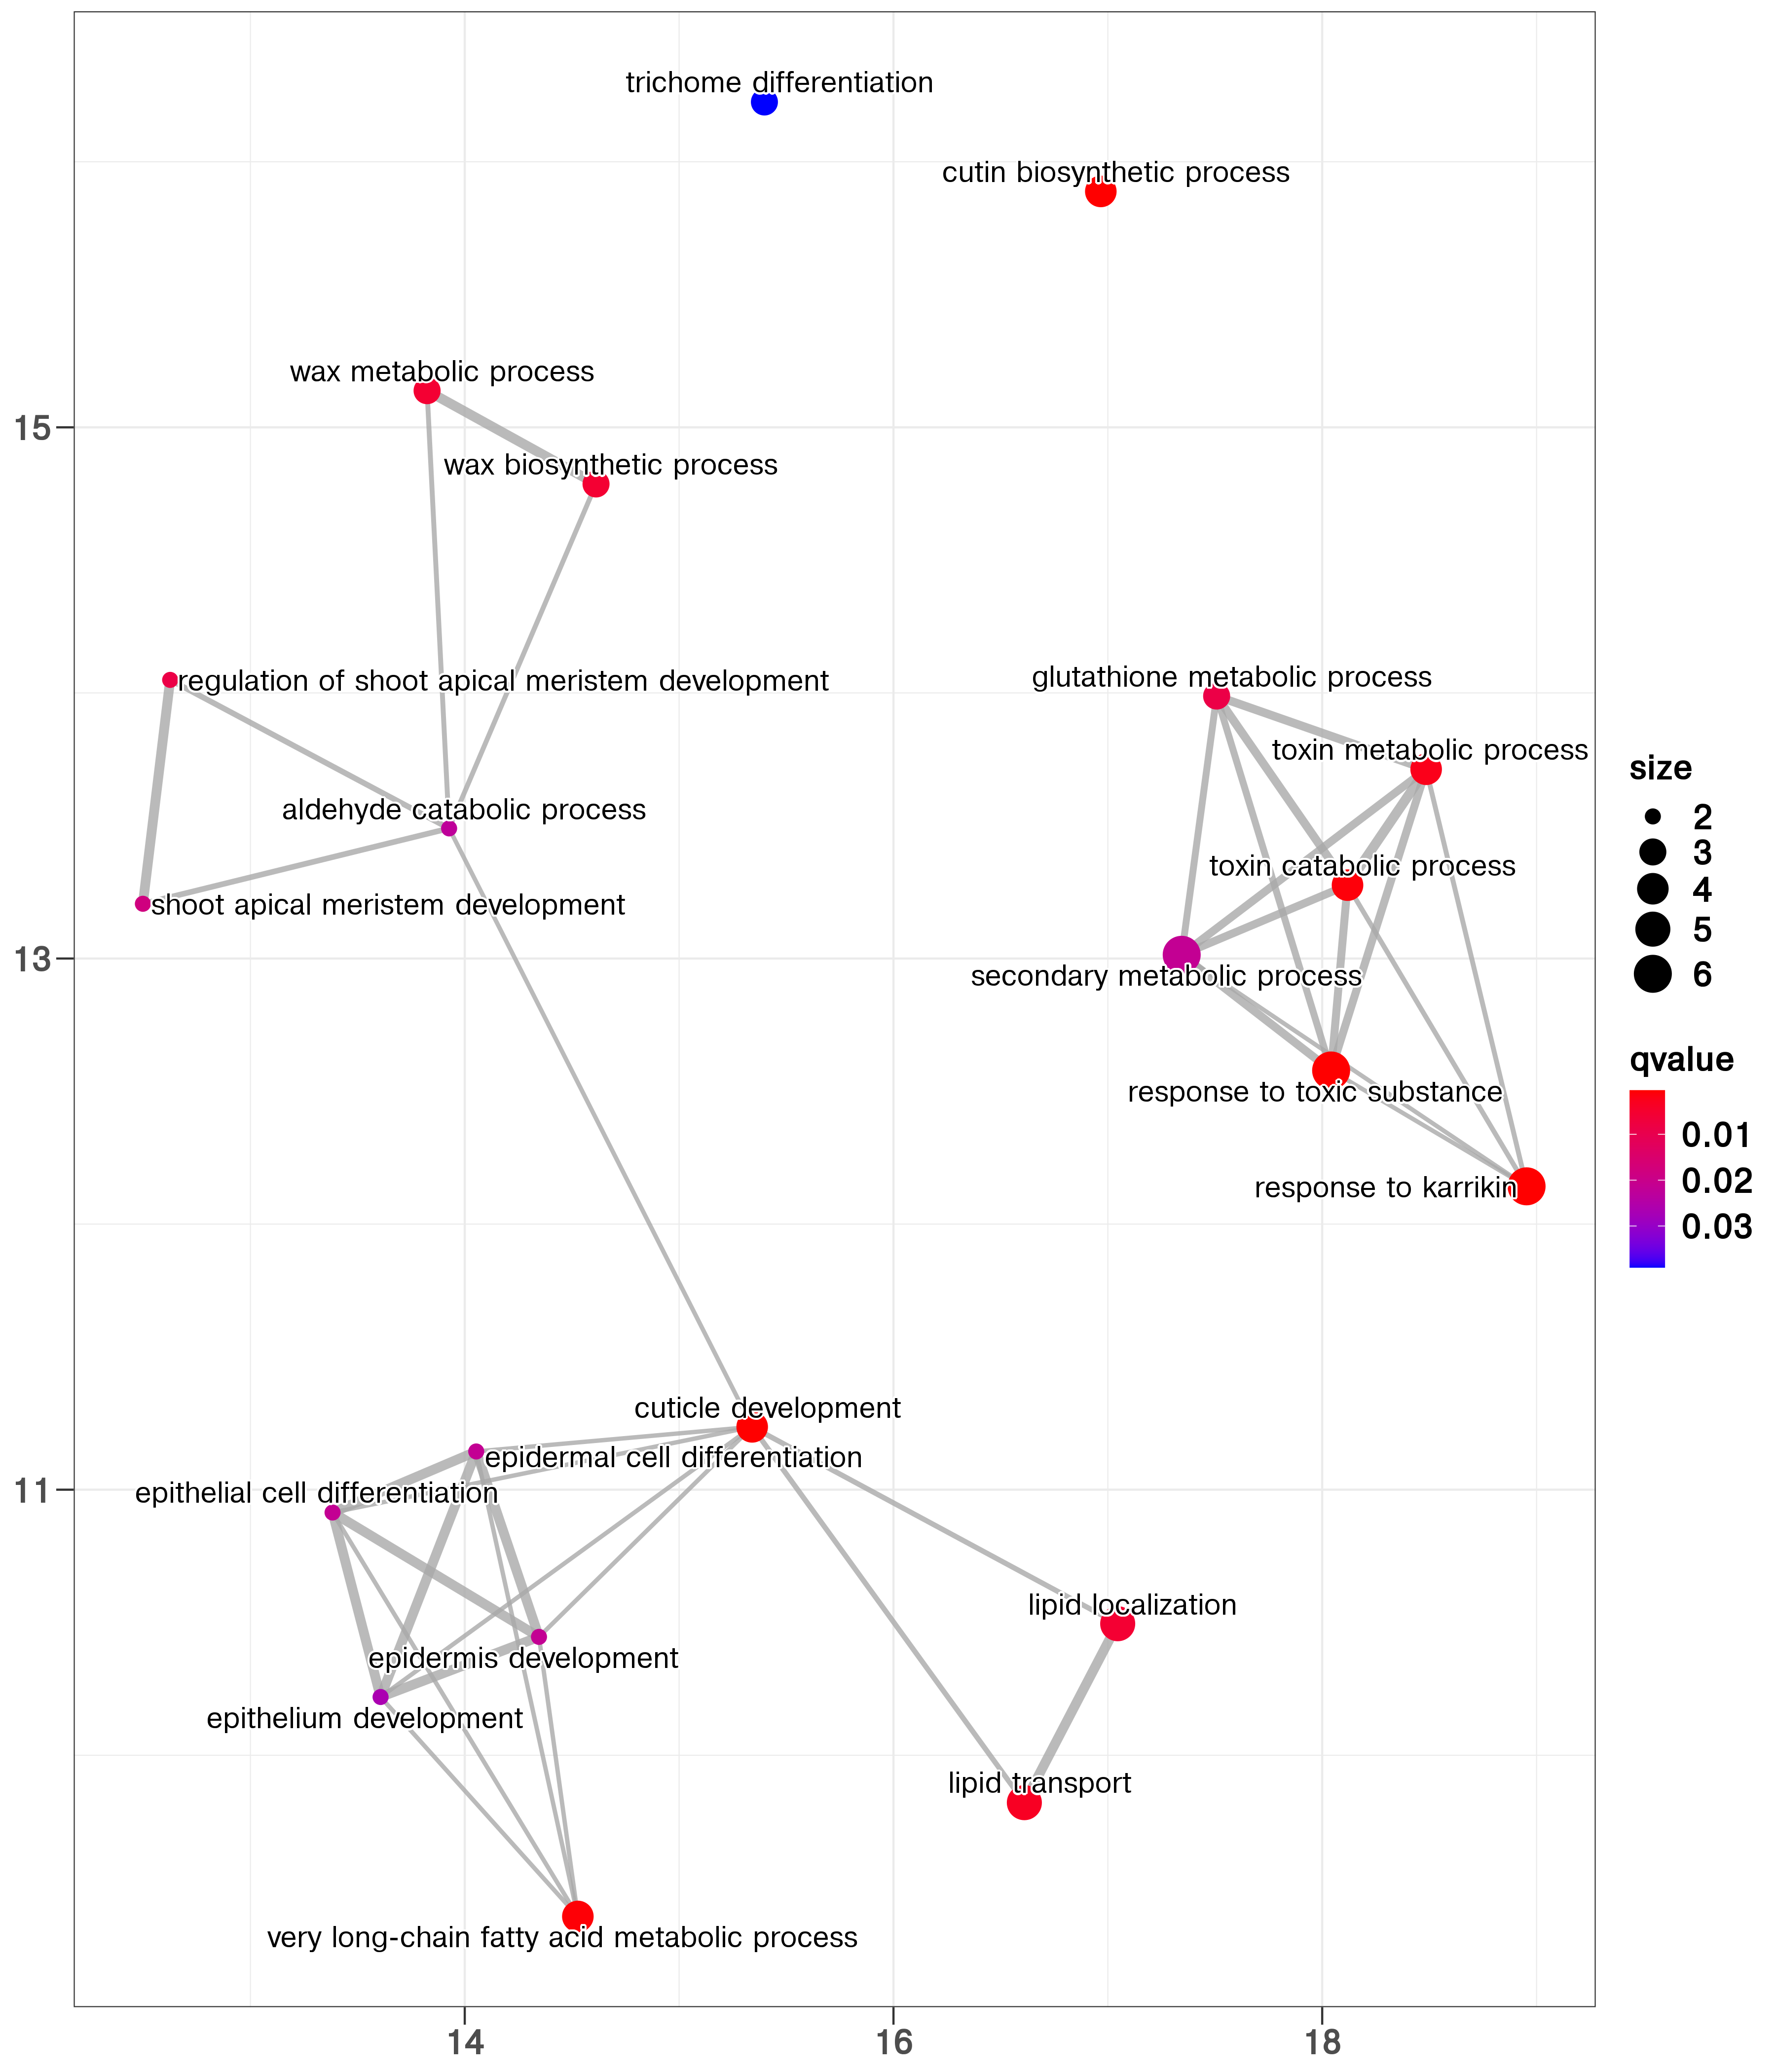 trichome differentiation
cutin biosynthetic process
wax metabolic process
15
wax biosynthetic process
regulation of shoot apical meristem development
glutathione metabolic process
toxin metabolic process
aldehyde catabolic process
toxin catabolic process
shoot apical meristem development
13
secondary metabolic process
response to toxic substance
response to karrikin
cuticle development
epidermal cell differentiation
11
epithelial cell differentiation
lipid localization
epidermis development
epithelium development
lipid transport
very long-chain fatty acid metabolic process
14
16
18
size
2
3
4
5
6
qvalue
0.01
0.02
0.03